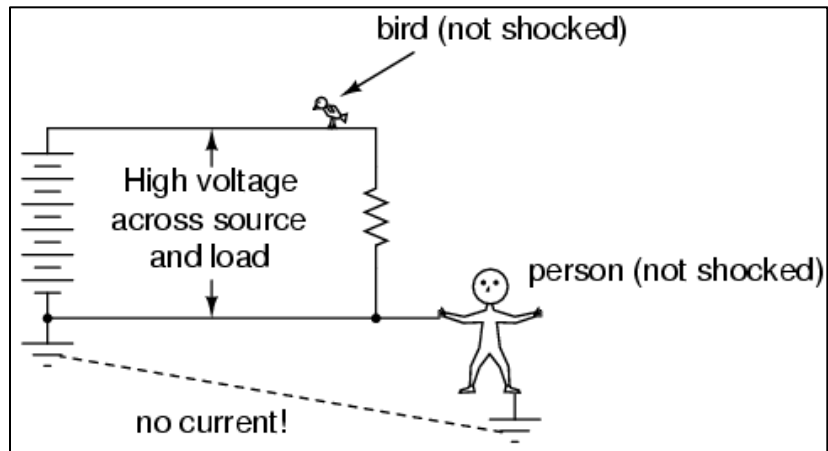 bird (not shocked)
High voltage
across source
and load
person (not shocked)
no current!